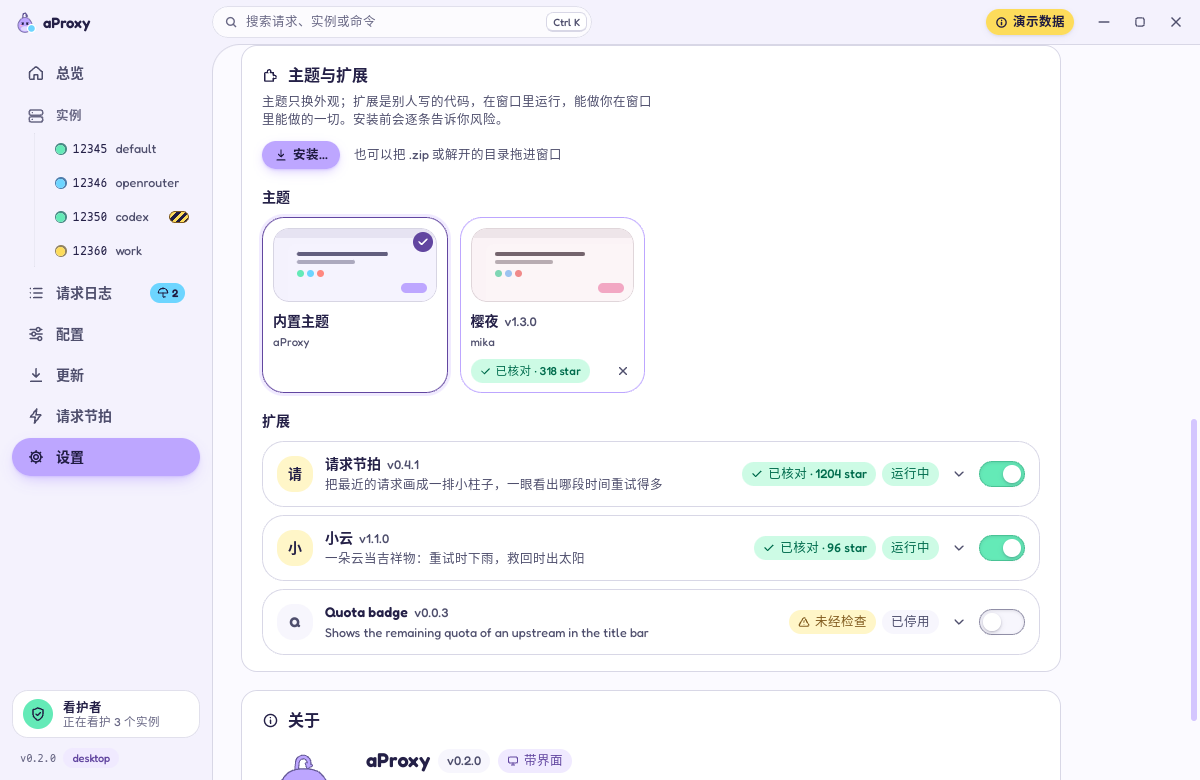 aProxy
搜索请求、实例或命令
Ctrl K
演示数据
总览
实例
12345 default
12346 openrouter
12350 codex
12360 work
请求日志
2
配置
更新
请求节拍
设置
看护者
正在看护 3 个实例
v0.2.0 desktop
主题与扩展
主题只换外观；扩展是别人写的代码，在窗口里运行，能做你在窗口
里能做的一切。安装前会逐条告诉你风险。
安装... 也可以把 .zip 或解开的目录拖进窗口
主题
内置主题
aProxy
樱夜 v1.3.0
mika
已核对 · 318 star
扩展
请
请求节拍 v0.4.1
把最近的请求画成一排小柱子，一眼看出哪段时间重试得多
已核对 · 1204 star
运行中
小
小云 v1.1.0
一朵云当吉祥物：重试时下雨，救回时出太阳
已核对 · 96 star
运行中
Q
Quota badge v0.0.3
Shows the remaining quota of an upstream in the title bar
未经检查
已停用
关于
aProxy v0.2.0 带界面